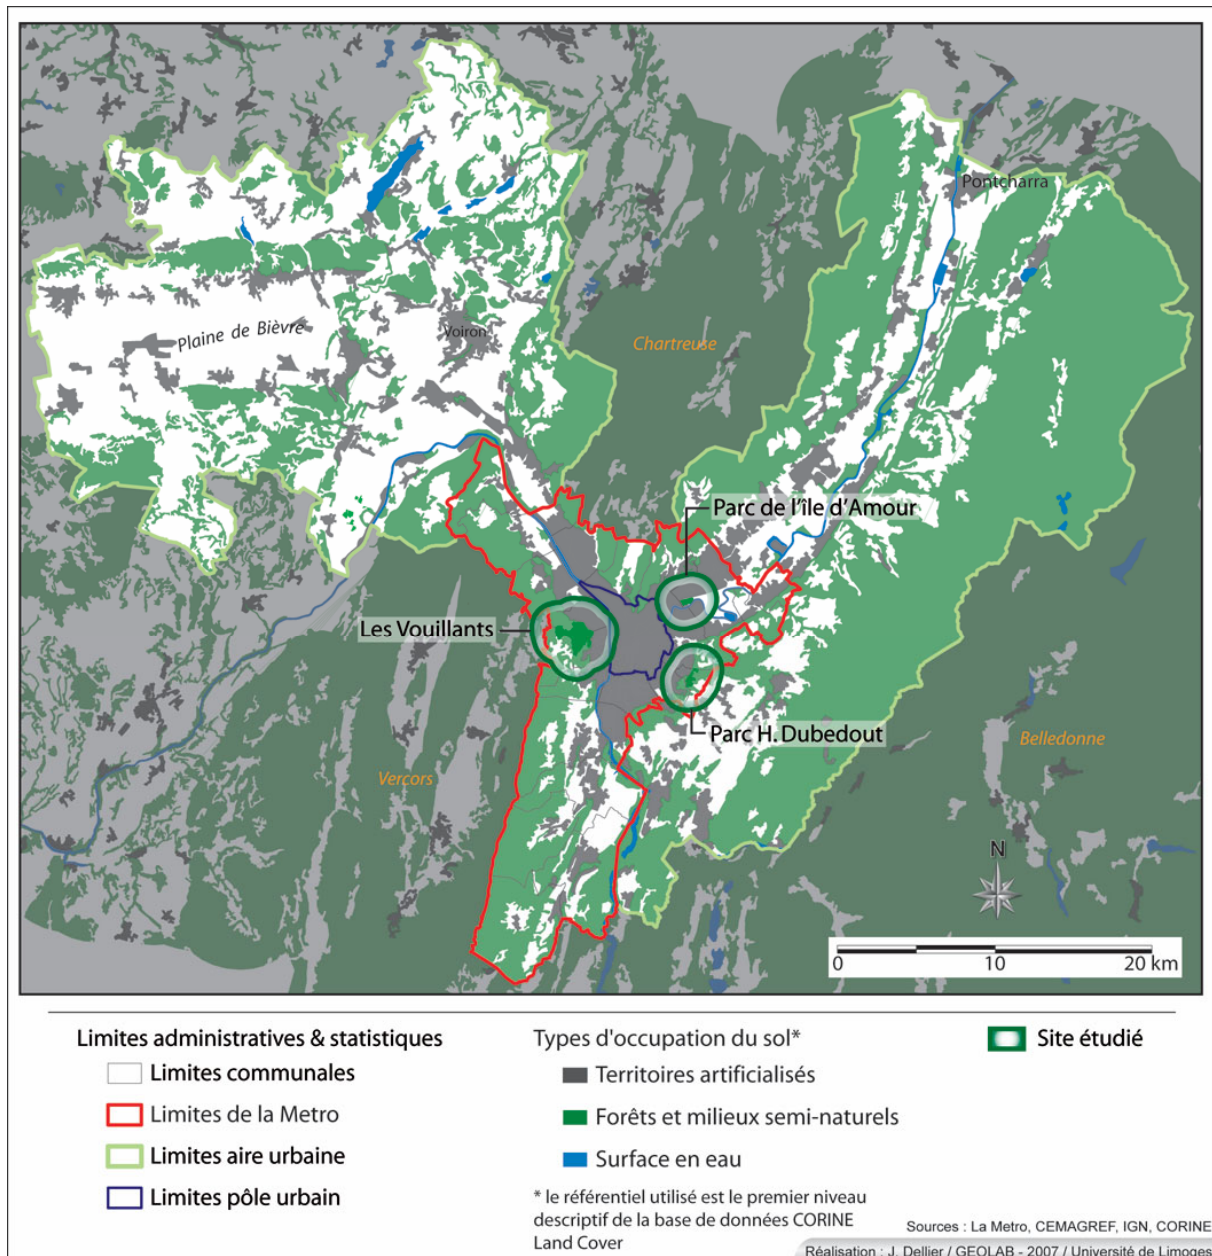 Pontcharra
Plaine de Bièvre
Voiron
Chartreuse
Parc de l'île d'Amour
Les Vouillants
Parc H. Dubedout
Vercors
Belledonne
N
0 10 20 km
Limites administratives & statistiques
Limites communales
Limites de la Metro
Limites aire urbaine
Limites pôle urbain
Types d'occupation du sol*
Territoires artificialisés
Forêts et milieux semi-naturels
Surface en eau
* le référentiel utilisé est le premier niveau
descriptif de la base de données CORINE
Land Cover
Site étudié
Sources : La Metro, CEMAGREF, IGN, CORINE
Réalisation : J. Dellier / GEOLAB - 2007 / Université de Limoges